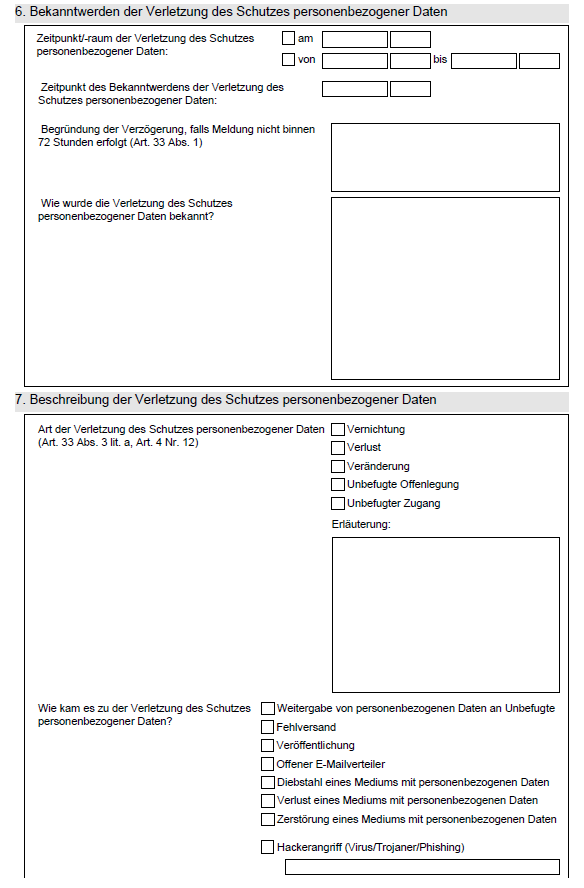 6. Bekanntwerden der Verletzung des Schutzes personenbezogener Daten
Zeitpunkt/-raum der Verletzung des Schutzes
personenbezogener Daten:
am
von
bis
Zeitpunkt des Bekanntwerdens der Verletzung des
Schutzes personenbezogener Daten:
Begründung der Verzögerung, falls Meldung nicht binnen
72 Stunden erfolgt (Art. 33 Abs. 1)
Wie wurde die Verletzung des Schutzes
personenbezogener Daten bekannt?
7. Beschreibung der Verletzung des Schutzes personenbezogener Daten
Art der Verletzung des Schutzes personenbezogener Daten
(Art. 33 Abs. 3 lit. a, Art. 4 Nr. 12)
Vernichtung
Verlust
Veränderung
Unbefugte Offenlegung
Unbefugter Zugang
Erläuterung:
Wie kam es zu der Verletzung des Schutzes
personenbezogener Daten?
Weitergabe von personenbezogenen Daten an Unbefugte
Fehlversand
Veröffentlichung
Offener E-Mailverteiler
Diebstahl eines Mediums mit personenbezogenen Daten
Verlust eines Mediums mit personenbezogenen Daten
Zerstörung eines Mediums mit personenbezogenen Daten
Hackerangriff (Virus/Trojaner/Phishing)